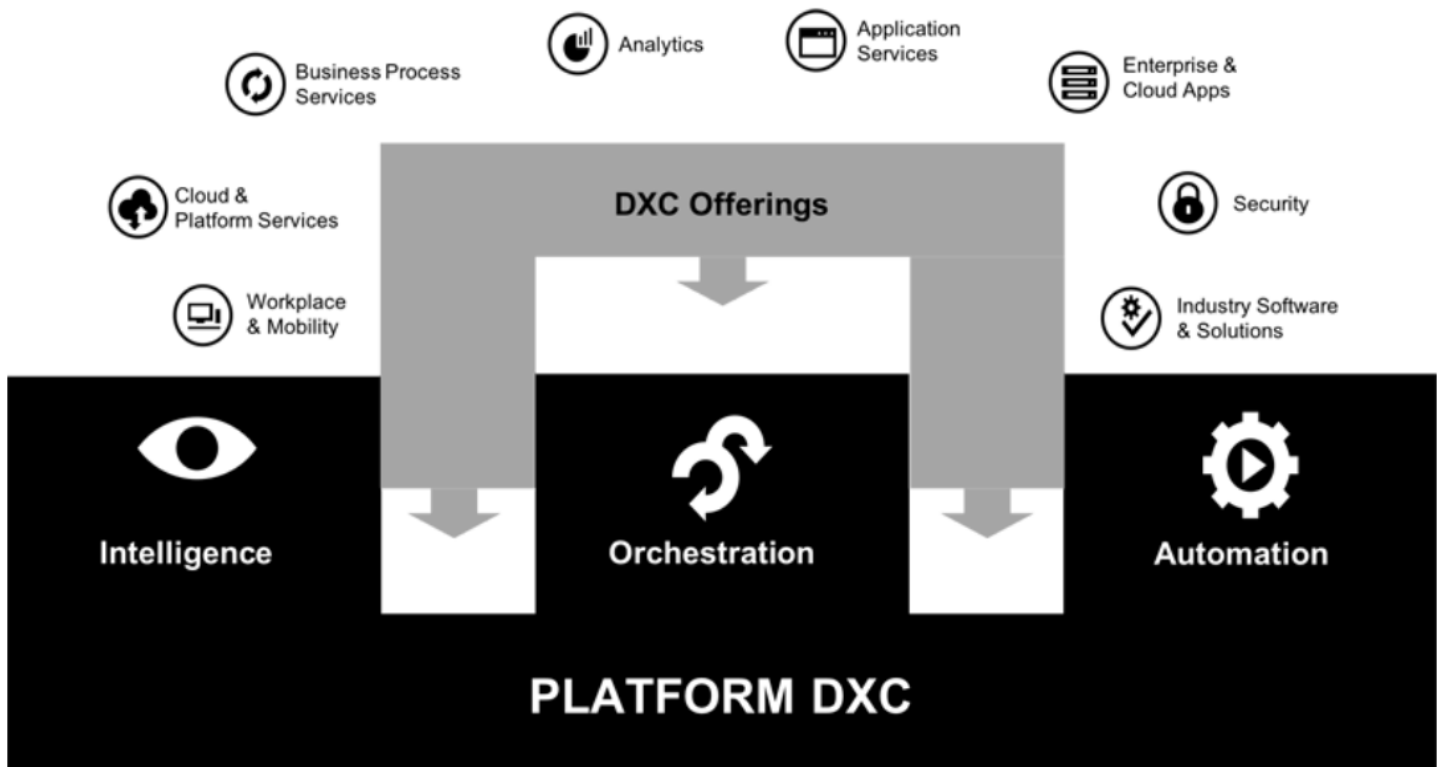 Analytics
Application
Services
Business Process
Services
Enterprise &
Cloud Apps
Cloud &
Platform Services
DXC Offerings
Security
Workplace
& Mobility
Industry Software
& Solutions
Intelligence
Orchestration
Automation
PLATFORM DXC